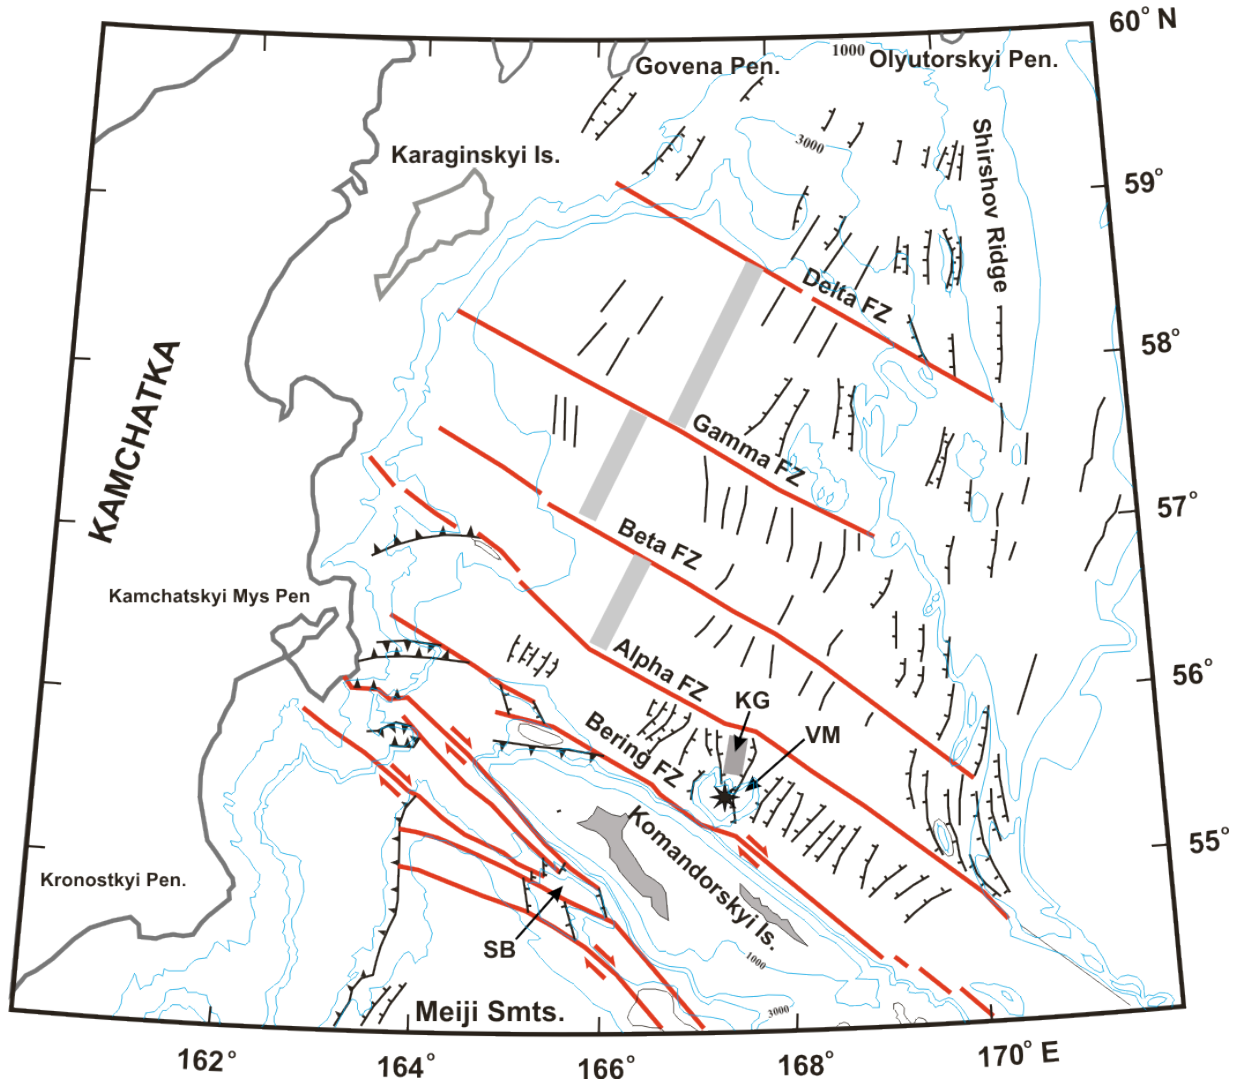 60° N
1000
Olyutorskyi Pen.
Govena Pen.
3000
Karaginskyi Is.
Shirshov Ridge
59°
Delta FZ
58°
KAMCHATKA
Gamma FZ
57°
Beta FZ
Kamchatskyi Mys Pen
Alpha FZ
56°
KG
Bering FZ
VM
Komandorskyi Is.
55°
Kronostkyi Pen.
SB
1000
Meiji Smts.
3000
162°
164°
166°
168°
170° E